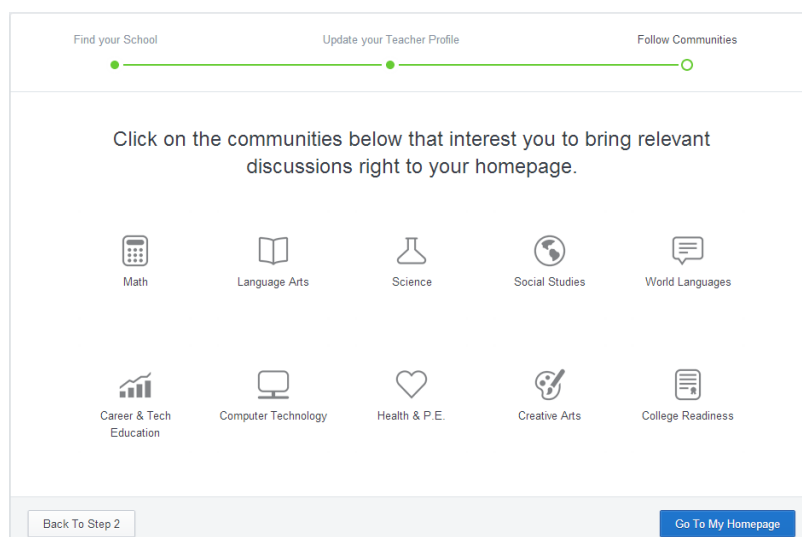 Find your School
Update your Teacher Profile
Follow Communities
Click on the communities below that interest you to bring relevant
discussions right to your homepage.
Math
Language Arts
Science
Social Studies
World Languages
Career & Tech
Education
Computer Technology
Health & P.E.
Creative Arts
College Readiness
Back To Step 2
Go To My Homepage